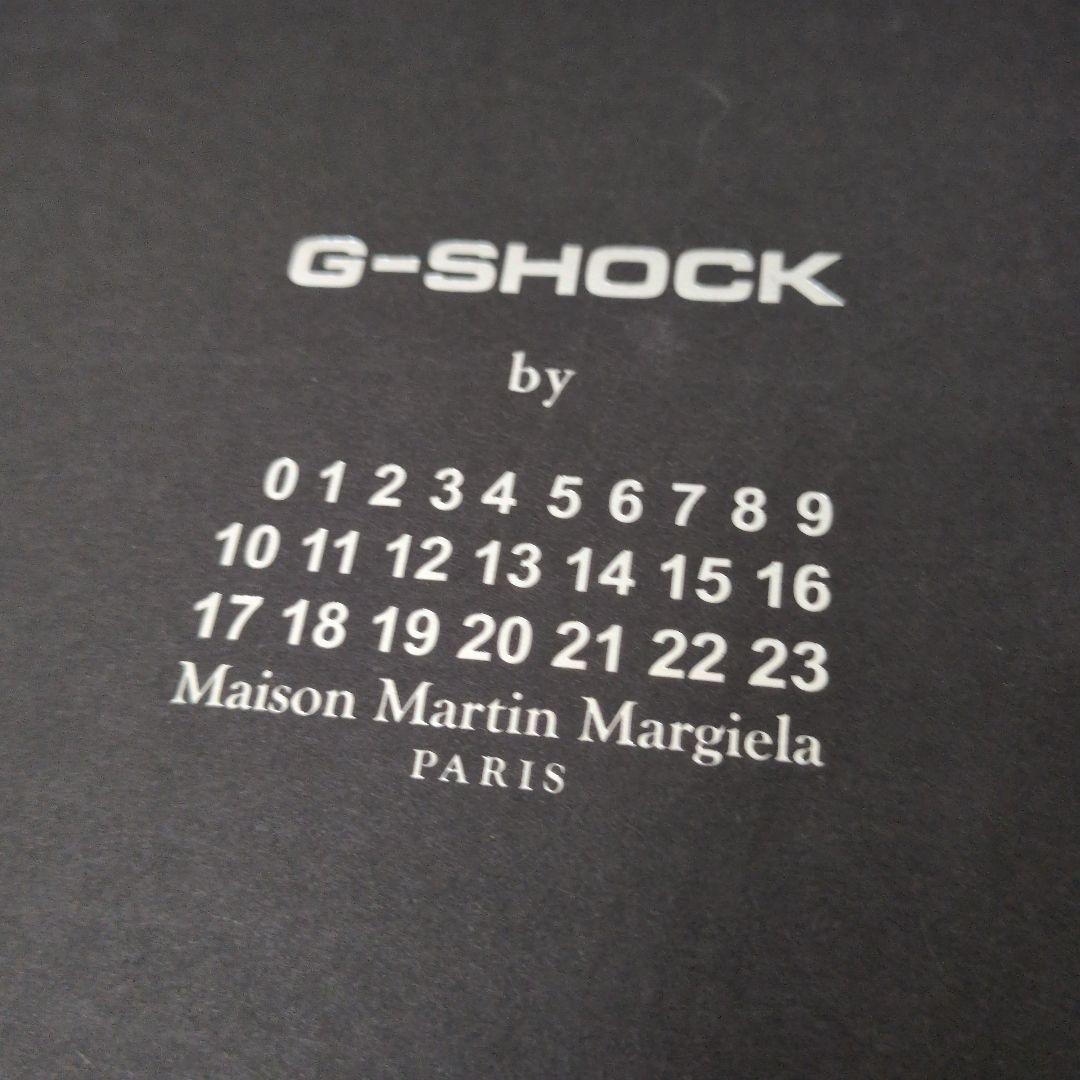 G-SHOCK
by
0 1 2 3 4 5 6 7 8 9
10 11 12 13 14 15 16
17 18 19 20 21 22 23
Maison Martin Margiela
PARIS